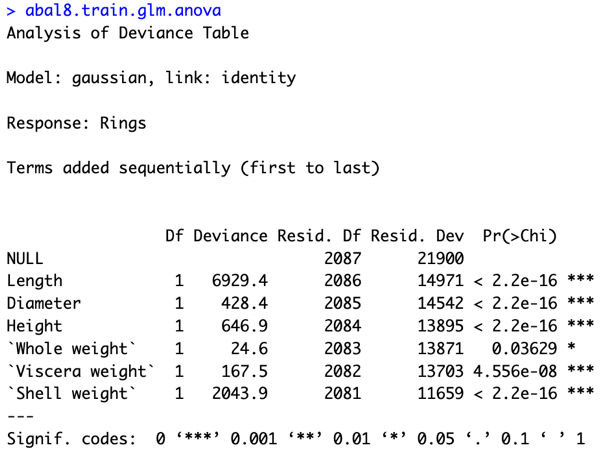 > abal8.train.glm.anova
Analysis of Deviance Table

Model: gaussian, link: identity

Response: Rings

Terms added sequentially (first to last)


                Df Deviance Resid. Df Resid. Dev  Pr(>Chi)    
NULL                             2087      21900              
Length           1   6929.4      2086      14971 < 2.2e-16 ***
Diameter         1    428.4      2085      14542 < 2.2e-16 ***
Height           1    646.9      2084      13895 < 2.2e-16 ***
`Whole weight`   1     24.6      2083      13871   0.03629 *  
`Viscera weight` 1    167.5      2082      13703 4.556e-08 ***
`Shell weight`   1   2043.9      2081      11659 < 2.2e-16 ***
---
Signif. codes:  0 ‘***’ 0.001 ‘**’ 0.01 ‘*’ 0.05 ‘.’ 0.1 ‘ ’ 1